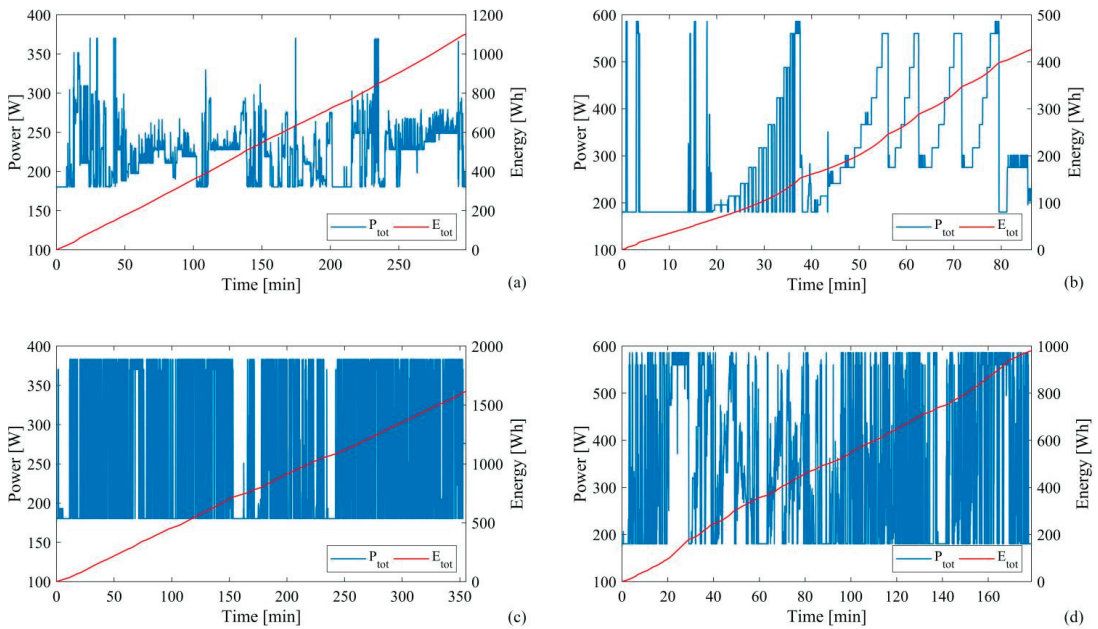 400
350
300
250
200
150
100
Power [W]
1200
1000
800
600
400
200
0
Energy [Wh]
0 50 100 150 200 250
Time [min]
P_tot E_tot
(a)
600
500
400
300
200
100
Power [W]
500
400
300
200
100
0
Energy [Wh]
0 10 20 30 40 50 60 70 80
Time [min]
P_tot E_tot
(b)
400
350
300
250
200
150
100
Power [W]
2000
1500
1000
500
0
Energy [Wh]
0 50 100 150 200 250 300 350
Time [min]
P_tot E_tot
(c)
600
500
400
300
200
100
Power [W]
1000
800
600
400
200
0
Energy [Wh]
0 20 40 60 80 100 120 140 160
Time [min]
P_tot E_tot
(d)